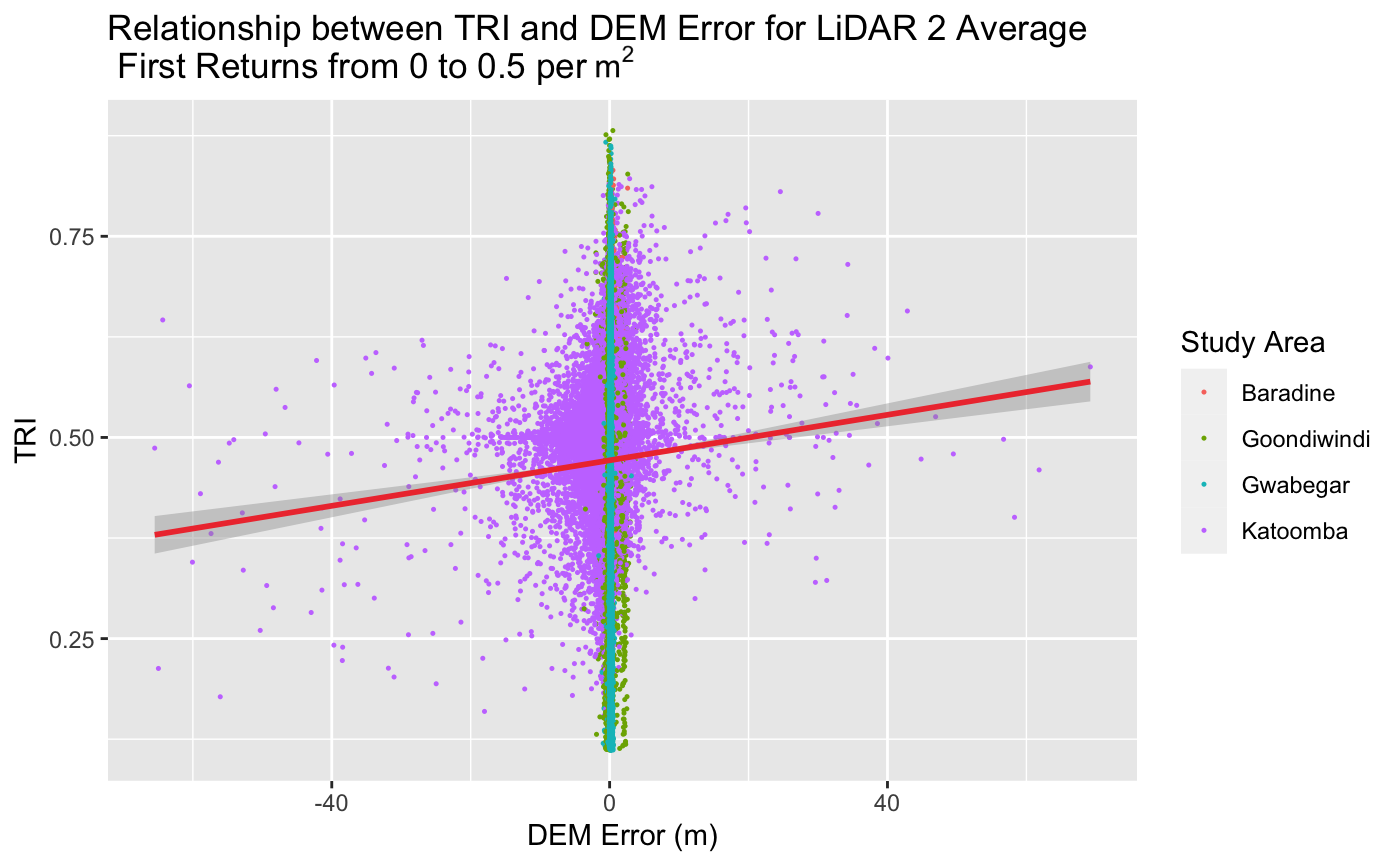 Relationship between TRI and DEM Error for LiDAR 2 Average
First Returns from 0 to 0.5 per m²
TRI
0.75
0.50
0.25
-40
0
40
DEM Error (m)
Study Area
Baradine
Goondiwindi
Gwabegar
Katoomba